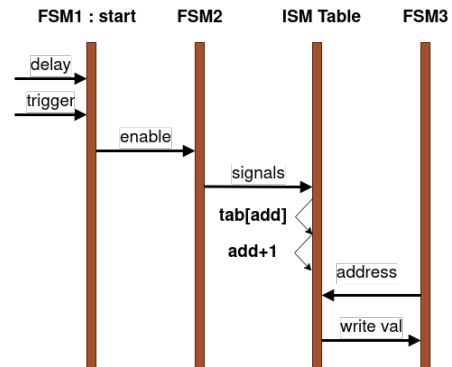 FSM1 : start FSM2 ISM Table FSM3
delay
trigger
enable
signals
tab[add]
add+1
address
write val